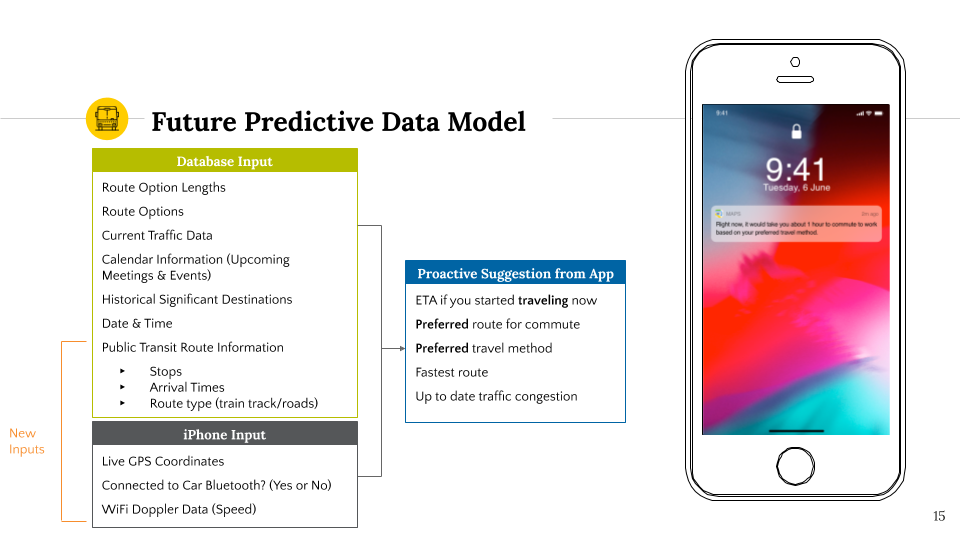 Future Predictive Data Model
Database Input
Route Option Lengths
Route Options
Current Traffic Data
Calendar Information (Upcoming
Meetings & Events)
Historical Significant Destinations
Date & Time
Public Transit Route Information
‣ Stops
‣ Arrival Times
‣ Route type (train track/roads)
New
Inputs
iPhone Input
Live GPS Coordinates
Connected to Car Bluetooth? (Yes or No)
WiFi Doppler Data (Speed)
Proactive Suggestion from App
ETA if you started traveling now
Preferred route for commute
Preferred travel method
Fastest route
Up to date traffic congestion
9:41
9:41
Tuesday, 6 June
MAPS
Right now, it would take you about 1 hour to commute to work
based on your preferred travel method.
15